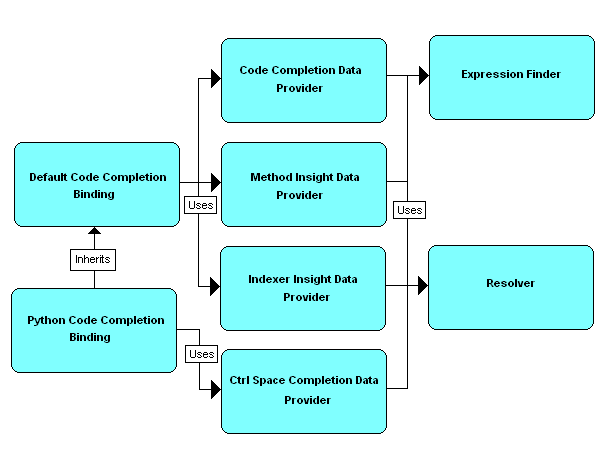 Code Completion Data
Provider
Expression Finder
Default Code Completion
Binding
Method Insight Data
Provider
Uses
Uses
Inherits
Indexer Insight Data
Provider
Resolver
Python Code Completion
Binding
Uses
Ctrl Space Completion Data
Provider